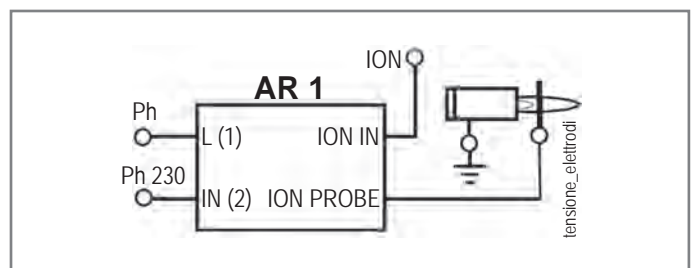 ION
AR 1
Ph
L (1) ION IN
Ph 230
IN (2) ION PROBE
tensione_elettrodi